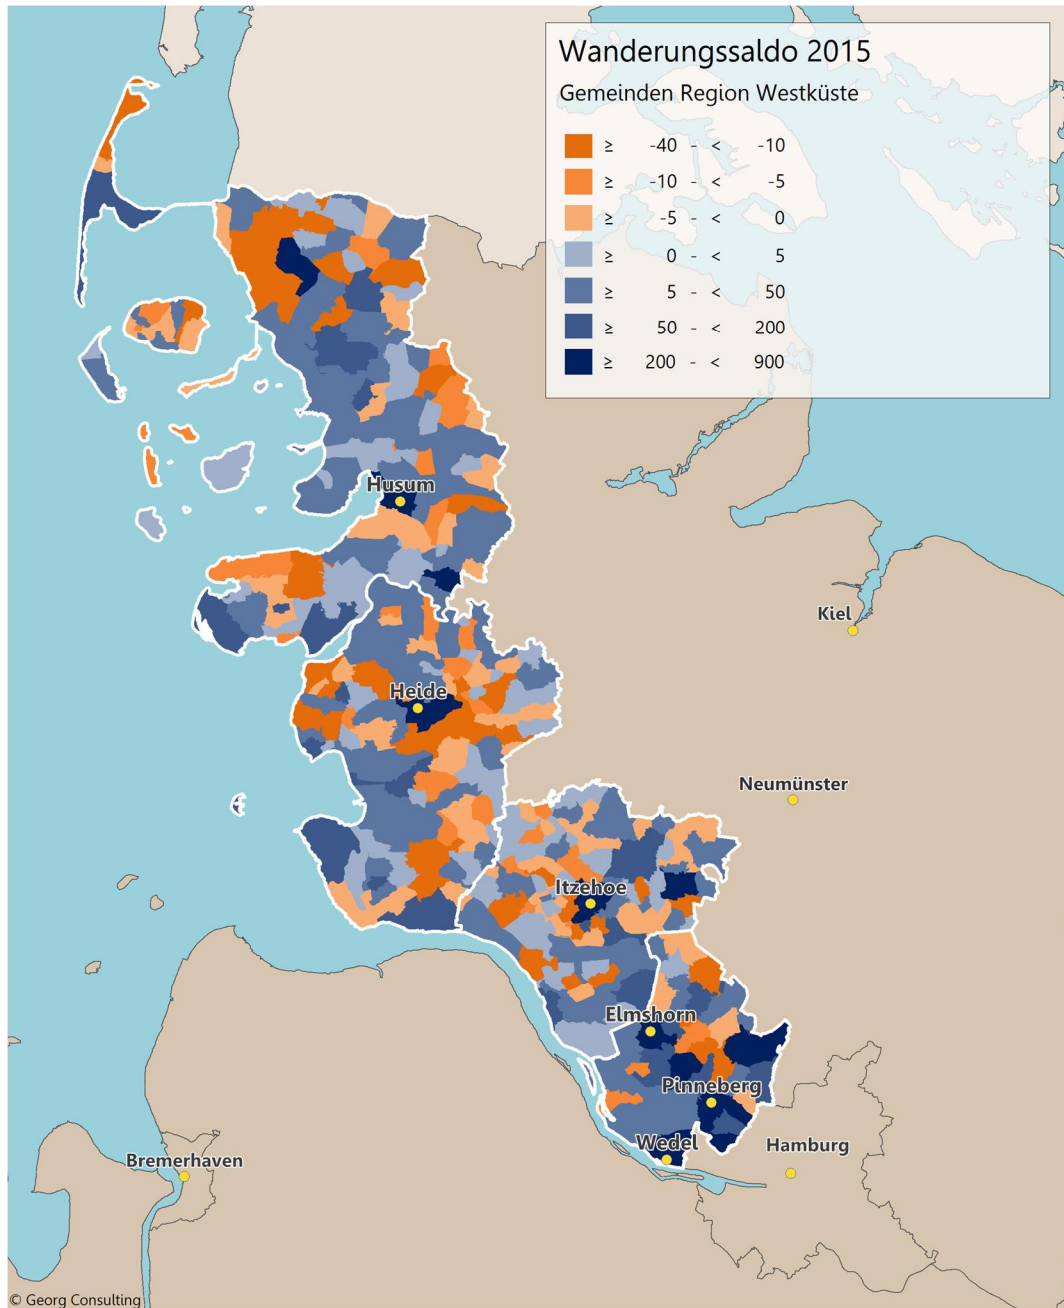 Wanderungssaldo 2015
Gemeinden Region Westküste
≥ -40 - < -10
≥ -10 - < -5
≥ -5 - < 0
≥ 0 - < 5
≥ 5 - < 50
≥ 50 - < 200
≥ 200 - < 900
Husum
Kiel
Heide
Neumünster
Itzehoe
Elmshorn
Pinneberg
Wedel
Hamburg
Bremerhaven
© Georg Consulting